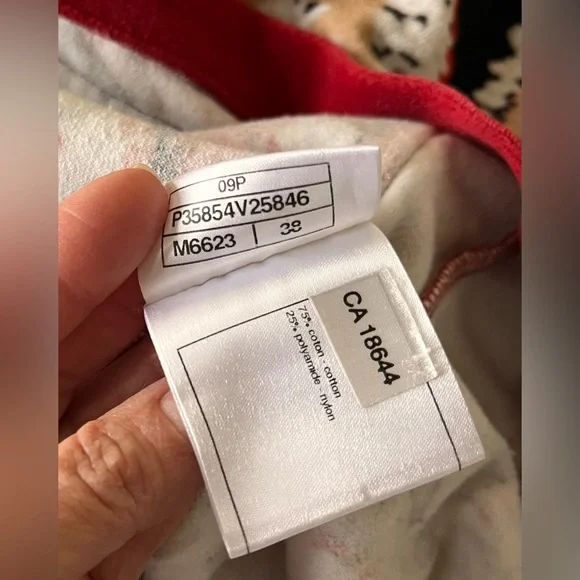 09P
P35854V25846
M6623 | 38
75% coton - cotton
25% polyamide - nylon
CA 18644